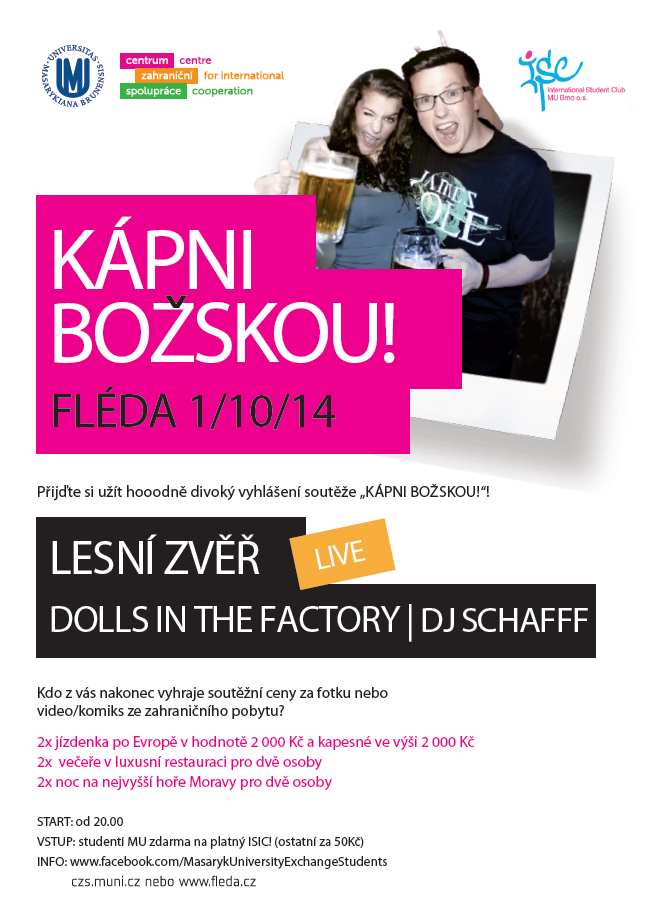 UNIVERSITAS MASARYKIANA BRUNENSIS
MU
centrum centre
zahraniční for international
spolupráce cooperation
isc
International Student Club
MU Brno o. s.
JAMES
KÁPNI
BOŽSKOU!
FLÉDA 1/10/14
Přijďte si užít hooodně divoký vyhlášení soutěže „KÁPNI BOŽSKOU!“!
LESNÍ ZVĚŘ
LIVE
DOLLS IN THE FACTORY | DJ SCHAFFF
Kdo z vás nakonec vyhraje soutěžní ceny za fotku nebo
video/komiks ze zahraničního pobytu?
2x jízdenka po Evropě v hodnotě 2 000 Kč a kapesné ve výši 2 000 Kč
2x večeře v luxusní restauraci pro dvě osoby
2x noc na nejvyšší hoře Moravy pro dvě osoby
START: od 20.00
VSTUP: studenti MU zdarma na platný ISIC! (ostatní za 50Kč)
INFO: www.facebook.com/MasarykUniversityExchangeStudents
czs.muni.cz nebo www.fleda.cz